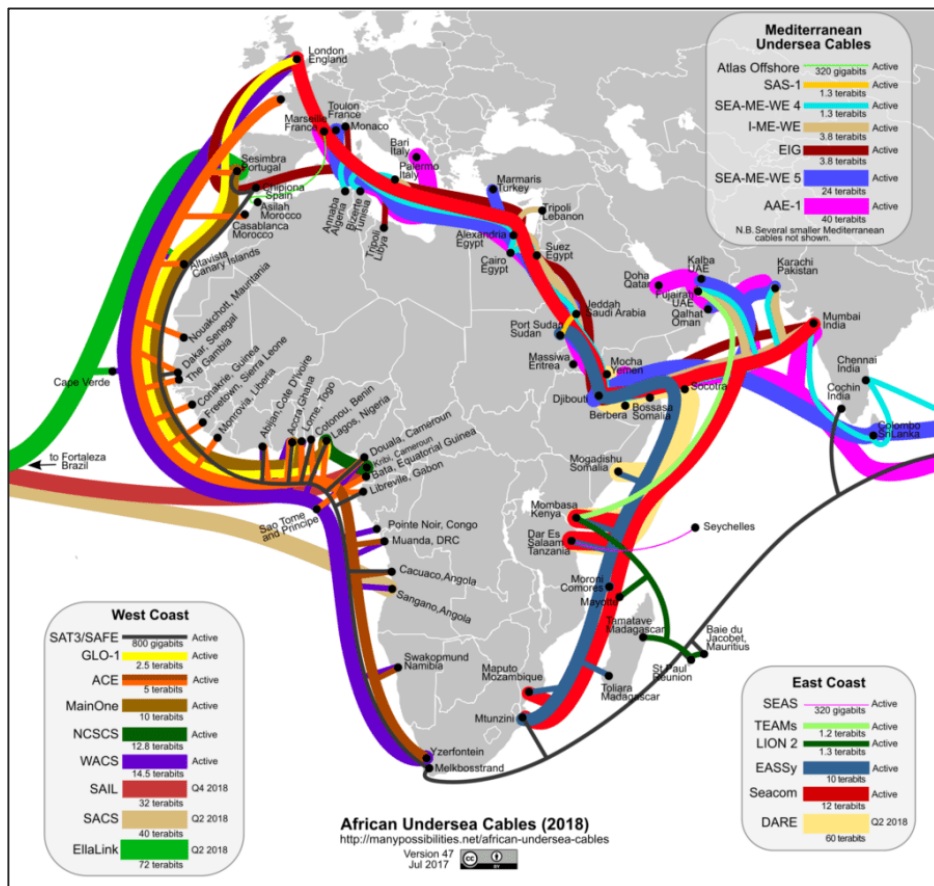 Mediterranean
Undersea Cables
Atlas Offshore
320 gigabits
Active
SAS-1
1.3 terabits
Active
SEA-ME-WE 4
1.3 terabits
Active
I-ME-WE
3.8 terabits
Active
EIG
3.8 terabits
Active
SEA-ME-WE 5
24 terabits
Active
AAE-1
40 terabits
Active
N.B.Several smaller Mediterranean
cables not shown.
London
England
Toulon
France
Marseille
France
Monaco
Bari
Italy
Palermo
Italy
Sesimbra
Portugal
Chipiona
Spain
Asilah
Morocco
Casablanca
Morocco
Annaba
Algeria
Bizerte
Tunisia
Tripoli
Libya
Marmaris
Turkey
Tripoli
Lebanon
Alexandria
Egypt
Cairo
Egypt
Suez
Egypt
Altavista
Canary Islands
Doha
Qatar
Kalba
UAE
Fujairah
UAE
Qalhat
Oman
Karachi
Pakistan
Jeddah
Saudi Arabia
Port Sudan
Sudan
Mumbai
India
Massiwa
Eritrea
Mocha
Yemen
Chennai
India
Cochin
India
Djibouti
Berbera
Bossasa
Somalia
Socotra
Colombo
SriLanka
Nouakchott, Mauritania
Dakar, Senegal
The Gambia
Conakrie, Guinea
Freetown, Sierra Leone
Monrovia, Liberia
Abijan,Cote D'Ivoire
Accra,Ghana
Lome, Togo
Cotonou, Benin
Lagos, Nigeria
Cape Verde
to Fortaleza
Brazil
Douala, Cameroun
Kribi, Cameroun
Bata, Equatorial Guinea
Libreville, Gabon
Sao Tome
and Principe
Pointe Noir, Congo
Muanda, DRC
Cacuaco,Angola
Sangano,Angola
Mogadishu
Somalia
Mombasa
Kenya
Dar Es
Salaam
Tanzania
Seychelles
Moroni
Comores
Mayotte
Tamatave
Madagascar
Baie du
Jacobet,
Mauritius
St Paul
Reunion
Toliara
Madagascar
Maputo
Mozambique
Mtunzini
Swakopmund
Namibia
Yzerfontein
Melkbosstrand
West Coast
SAT3/SAFE
800 gigabits
Active
GLO-1
2.5 terabits
Active
ACE
5 terabits
Active
MainOne
10 terabits
Active
NCSCS
12.8 terabits
Active
WACS
14.5 terabits
Active
SAIL
32 terabits
Q4 2018
SACS
40 terabits
Q2 2018
EllaLink
72 terabits
Q2 2018
East Coast
SEAS
320 gigabits
Active
TEAMs
1.2 terabits
Active
LION 2
1.3 terabits
Active
EASSy
10 terabits
Active
Seacom
12 terabits
Active
DARE
60 terabits
Q2 2018
African Undersea Cables (2018)
http://manypossibilities.net/african-undersea-cables
Version 47
Jul 2017
cc
BY